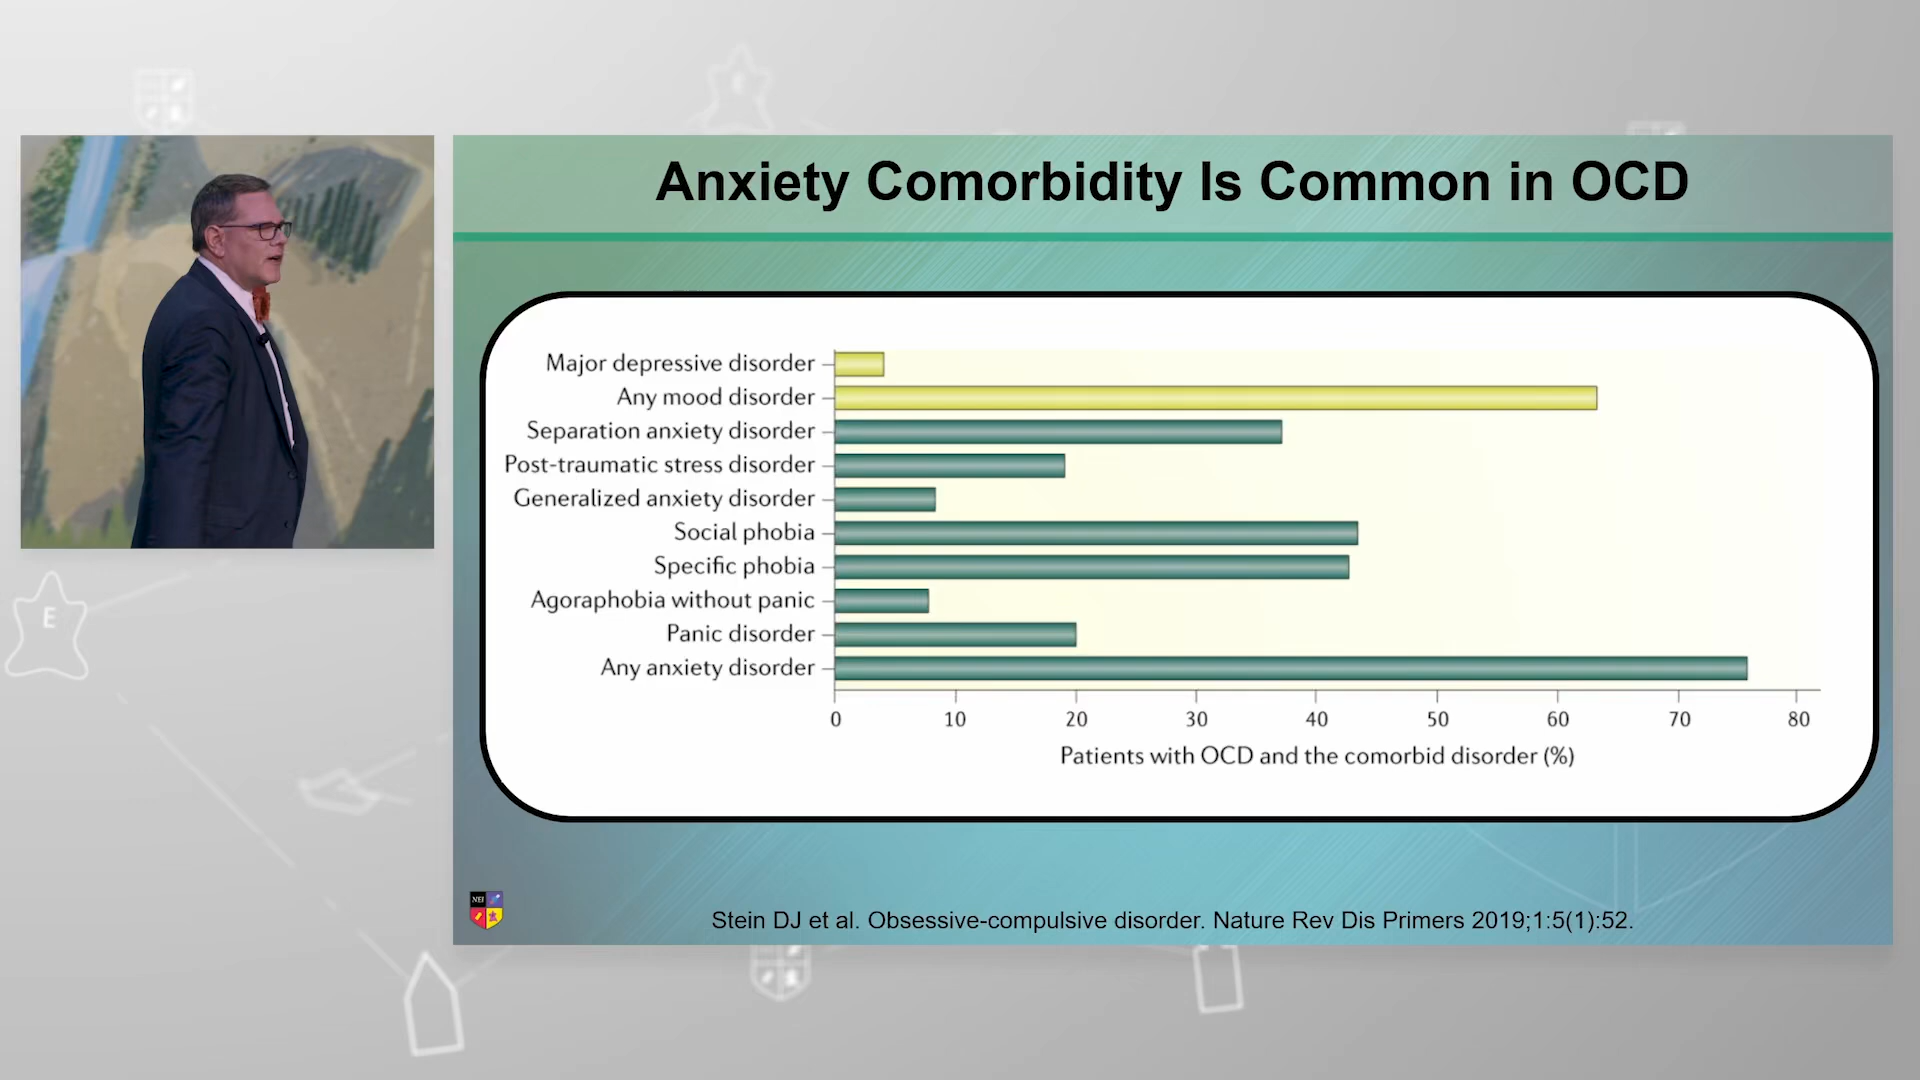 Anxiety Comorbidity Is Common in OCD
Major depressive disorder
Any mood disorder
Separation anxiety disorder
Post-traumatic stress disorder
Generalized anxiety disorder
Social phobia
Specific phobia
Agoraphobia without panic
Panic disorder
Any anxiety disorder
0 10 20 30 40 50 60 70 80
Patients with OCD and the comorbid disorder (%)
E
NEI
Stein DJ et al. Obsessive-compulsive disorder. Nature Rev Dis Primers 2019;1:5(1):52.